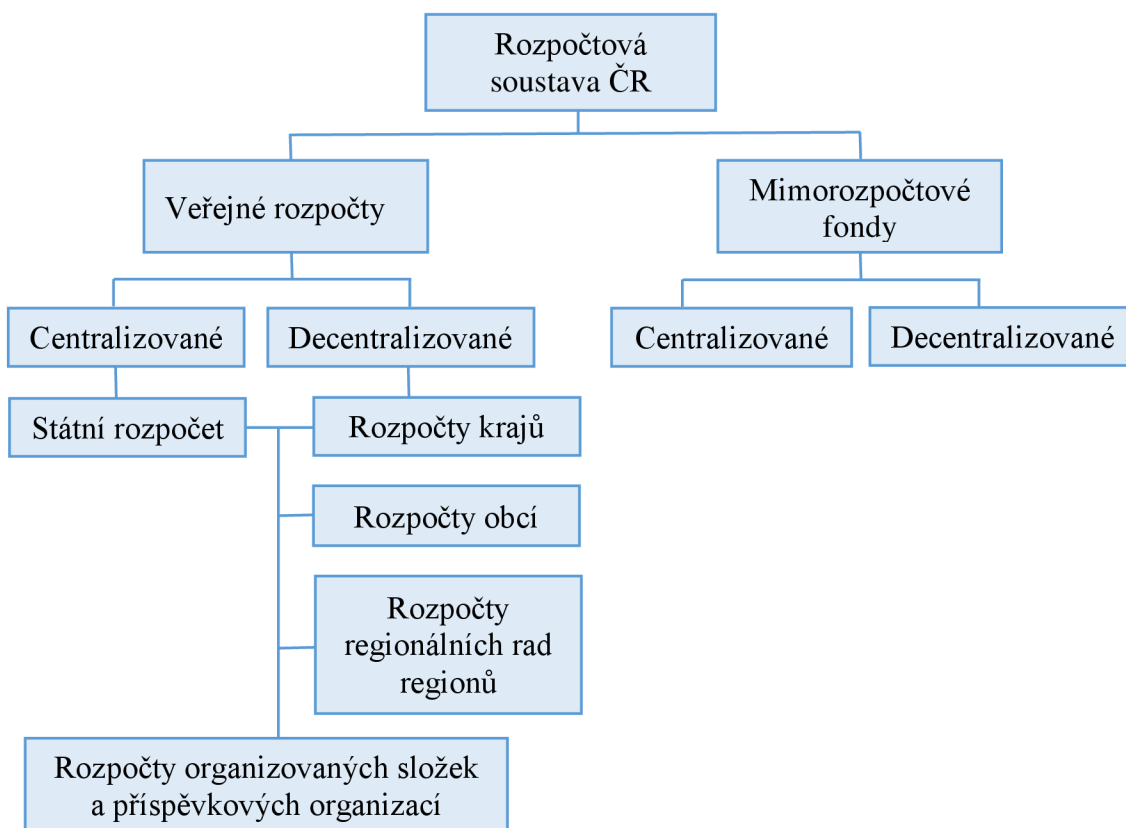 Rozpočtová
soustava ČR
Veřejné rozpočty
Mimorozpočtové
fondy
Centralizované
Decentralizované
Centralizované
Decentralizované
Státní rozpočet
Rozpočty krajů
Rozpočty obcí
Rozpočty
regionálních rad
regionů
Rozpočty organizovaných složek
a příspěvkových organizací